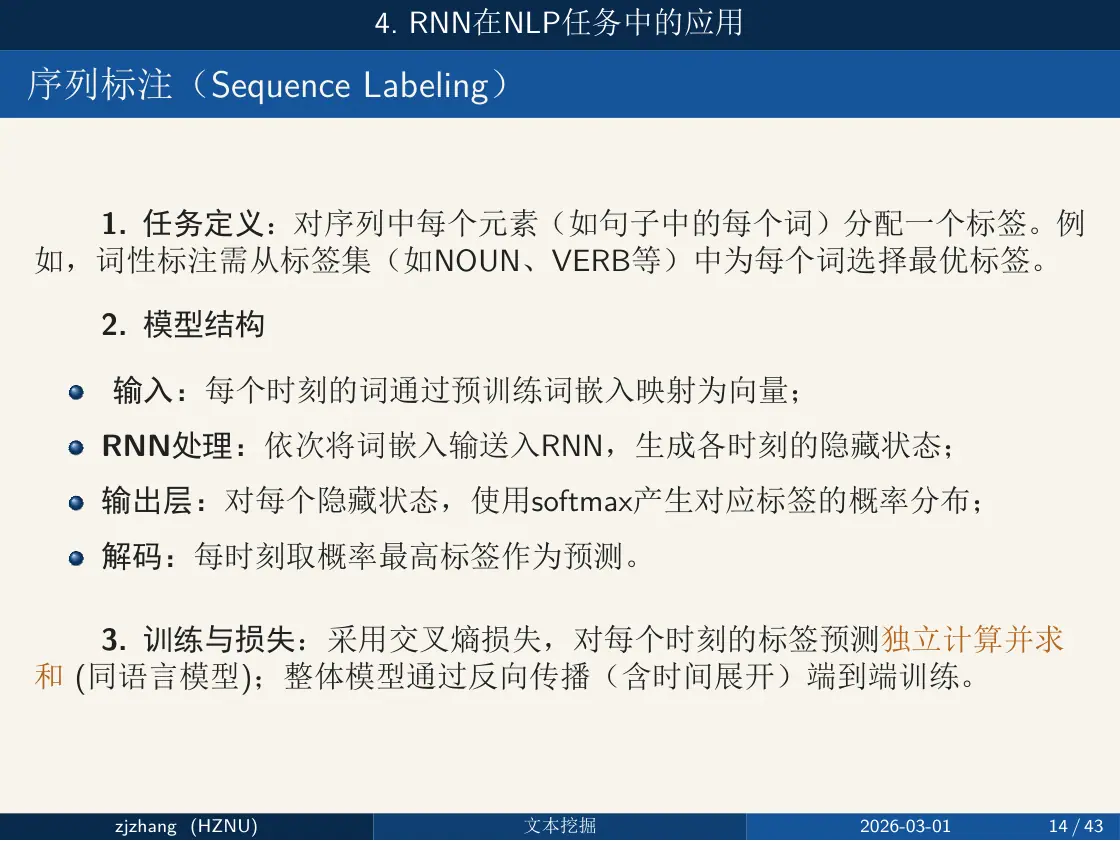 4. RNN在NLP任务中的应用
序列标注（Sequence Labeling）
1. 任务定义：对序列中每个元素（如句子中的每个词）分配一个标签。例
如，词性标注需从标签集（如NOUN、VERB等）中为每个词选择最优标签。
2. 模型结构
输入：每个时刻的词通过预训练词嵌入映射为向量；
RNN处理：依次将词嵌入输送入RNN，生成各时刻的隐藏状态；
输出层：对每个隐藏状态，使用softmax产生对应标签的概率分布；
解码：每时刻取概率最高标签作为预测。
3. 训练与损失：采用交叉熵损失，对每个时刻的标签预测独立计算并求
和 (同语言模型)；整体模型通过反向传播（含时间展开）端到端训练。
zjzhang (HZNU) 文本挖掘 2026-03-01 14 / 43